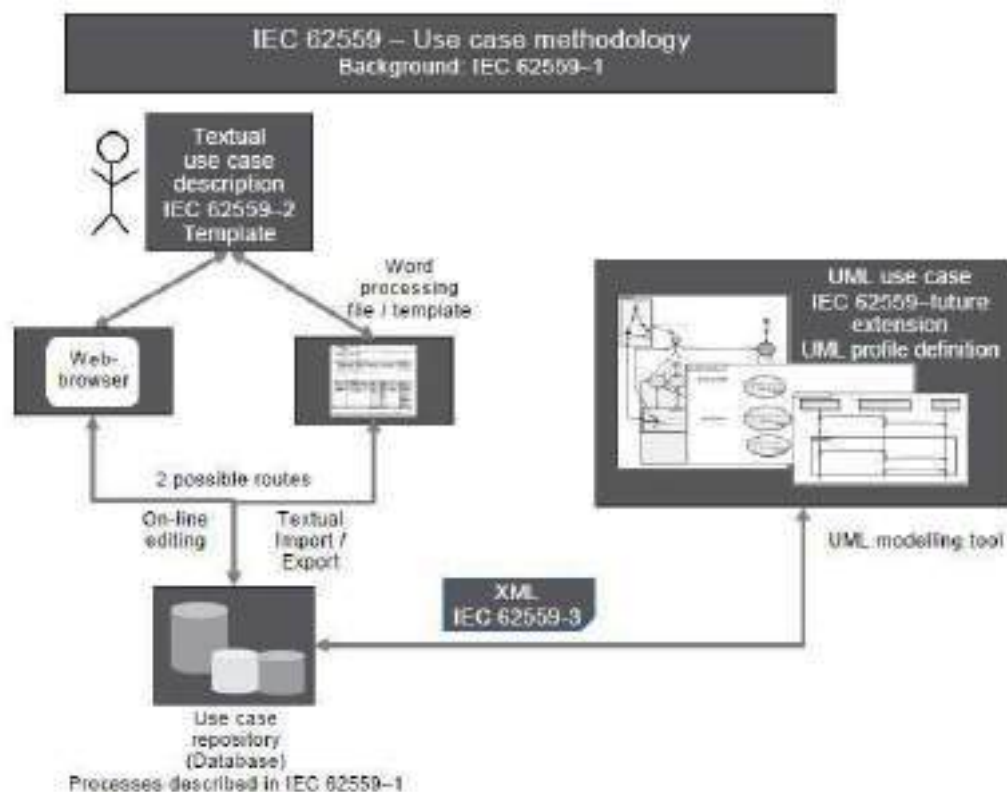 IEC 62559 – Use case methodology
Background: IEC 62559–1
Textual
use case
description
IEC 62559–2
Template
Word
processing
file / template
UML use case
IEC 62559–future
extension
UML profile definition
Web-
browser
2 possible routes
On-line
editing
Textual
Import /
Export
UML modelling tool
XML
IEC 62559-3
Use case
repository
(Database)
Processes described in IEC 62559–1